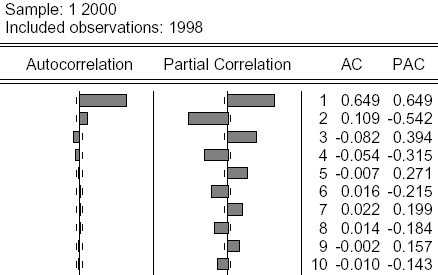 Sample: 1 2000
Included observations: 1998
Autocorrelation Partial Correlation AC PAC
1 0.649 0.649
2 0.109 -0.542
3 -0.082 0.394
4 -0.054 -0.315
5 -0.007 0.271
6 0.016 -0.215
7 0.022 0.199
8 0.014 -0.184
9 -0.002 0.157
10 -0.010 -0.143